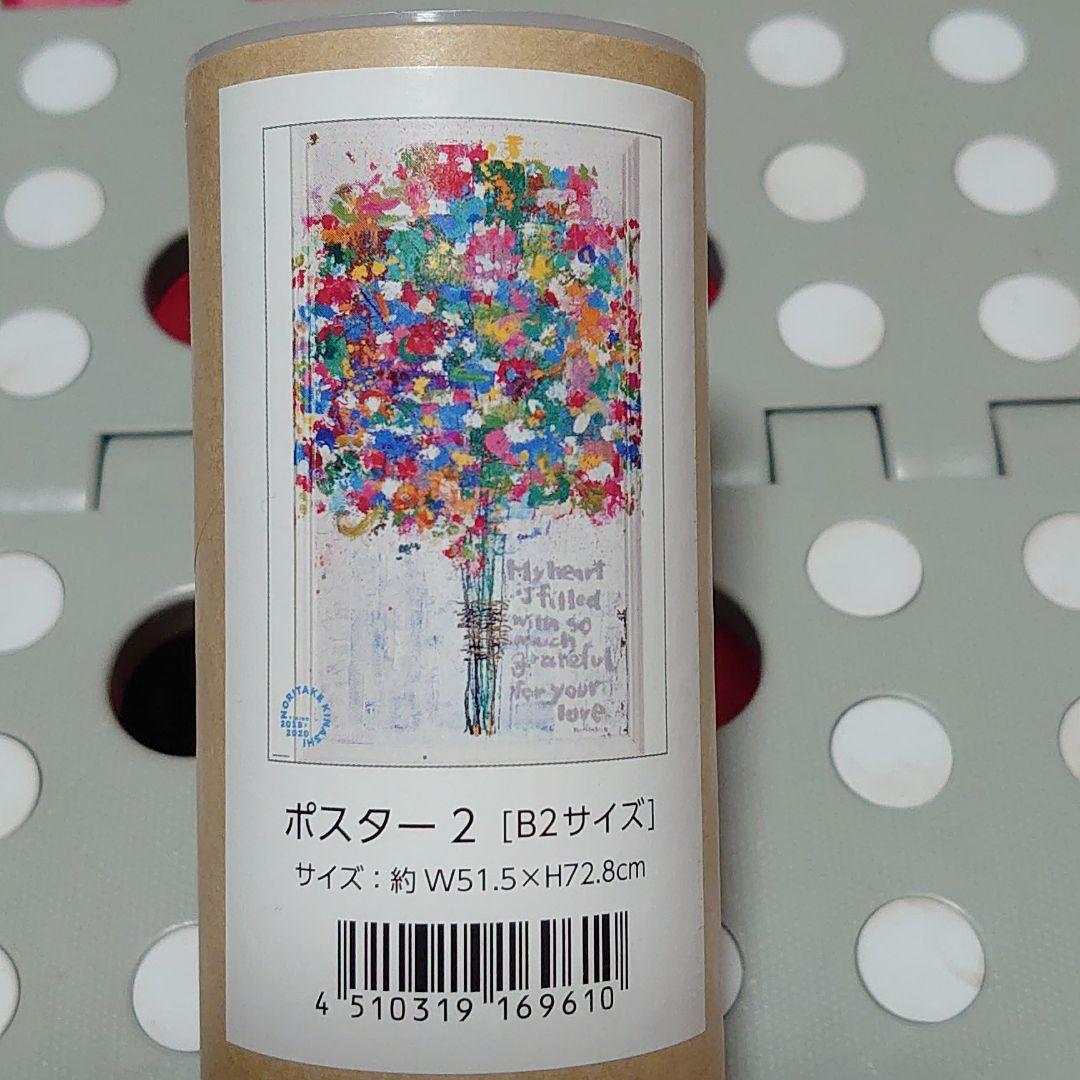 My heart
is filled
with so
much
grateful
for your
love.
NORITAKE KINASHI
2018>
2020
ポスター2 [B2サイズ]
サイズ：約 W51.5×H72.8cm
4 510319 169610